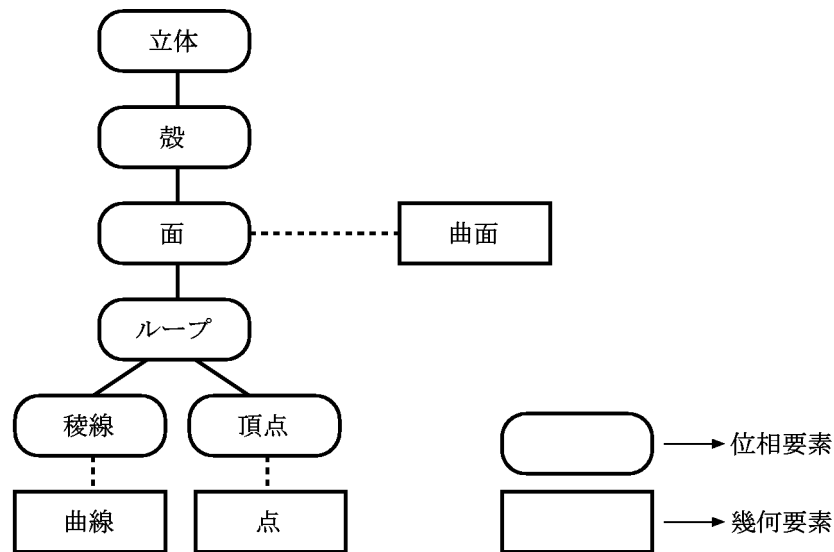 立体
殻
面
曲面
ループ
稜線
頂点
曲線
点
位相要素
幾何要素